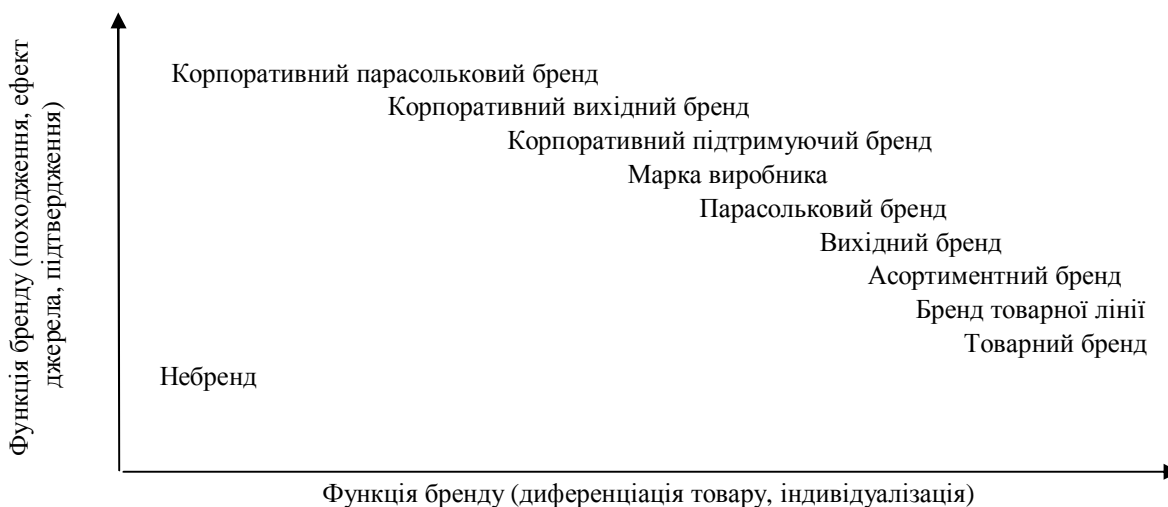 Функція бренду (походження, ефект
джерела, підтвердження)
Корпоративний парасольковий бренд
Корпоративний вихідний бренд
Корпоративний підтримуючий бренд
Марка виробника
Парасольковий бренд
Вихідний бренд
Асортиментний бренд
Бренд товарної лінії
Товарний бренд
Небренд
Функція бренду (диференціація товару, індивідуалізація)